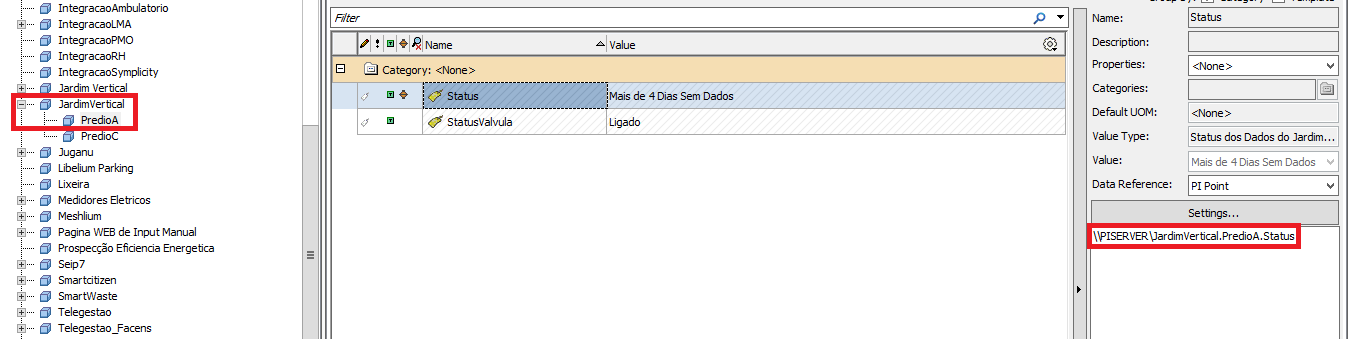 IntegracaoAmbulatorio
IntegracaoLMA
IntegracaoPMO
IntegracaoRH
IntegracaoSymplicity
Jardim Vertical
JardimVertical
PredioA
PredioC
Juganu
Libelium Parking
Lixeira
Medidores Eletricos
Meshlium
Pagina WEB de Input Manual
Prospecção Eficiencia Energetica
Seip7
Smartcitizen
SmartWaste
Telegestao
Telegestao_Facens
Filter
Name Value
Category: <None>
Status Mais de 4 Dias Sem Dados
StatusValvula Ligado
Name: Status
Description:
Properties: <None>
Categories:
Default UOM: <None>
Value Type: Status dos Dados do Jardim...
Value: Mais de 4 Dias Sem Dados
Data Reference: PI Point
Settings...
\\PISERVER\JardimVertical.PredioA.Status